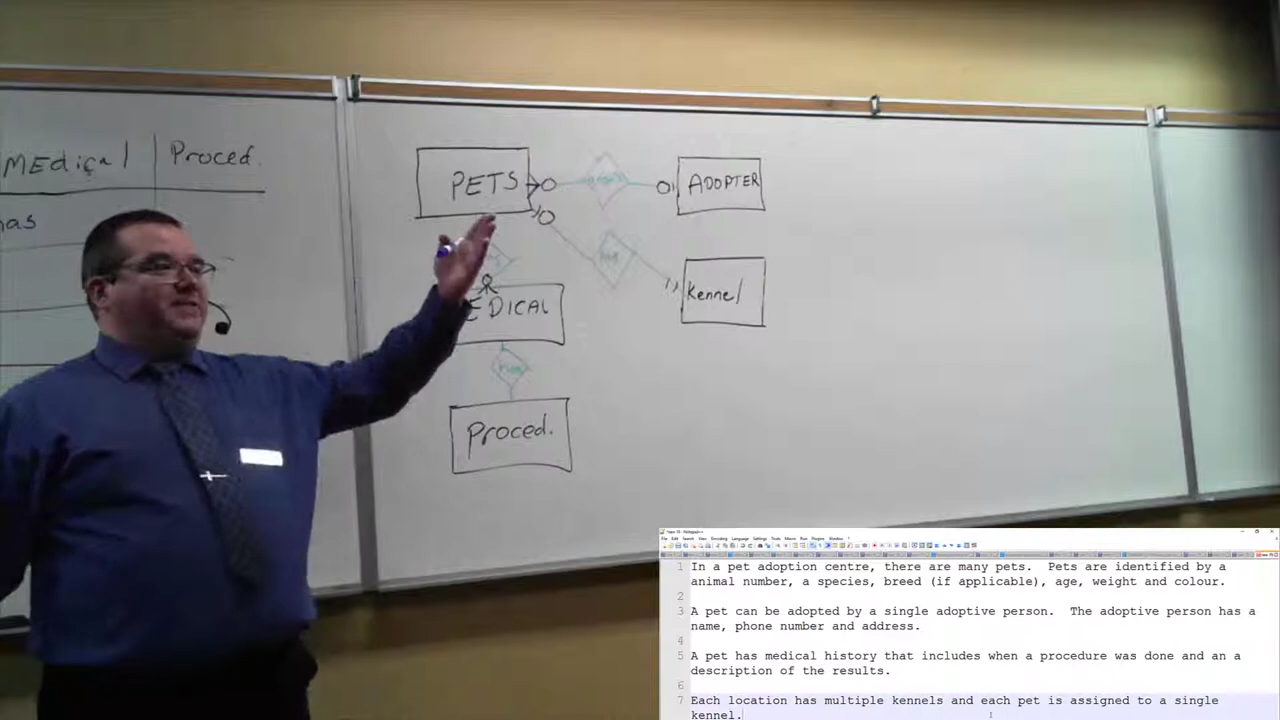 MEdical
Proced.
as
PETS
ADOPTER
Kennel
EDICAL
has
Proced.
1 In a pet adoption centre, there are many pets. Pets are identified by a
animal number, a species, breed (if applicable), age, weight and colour.
2
3 A pet can be adopted by a single adoptive person. The adoptive person has a
name, phone number and address.
4
5 A pet has medical history that includes when a procedure was done and an a
description of the results.
6
7 Each location has multiple kennels and each pet is assigned to a single
kennel.